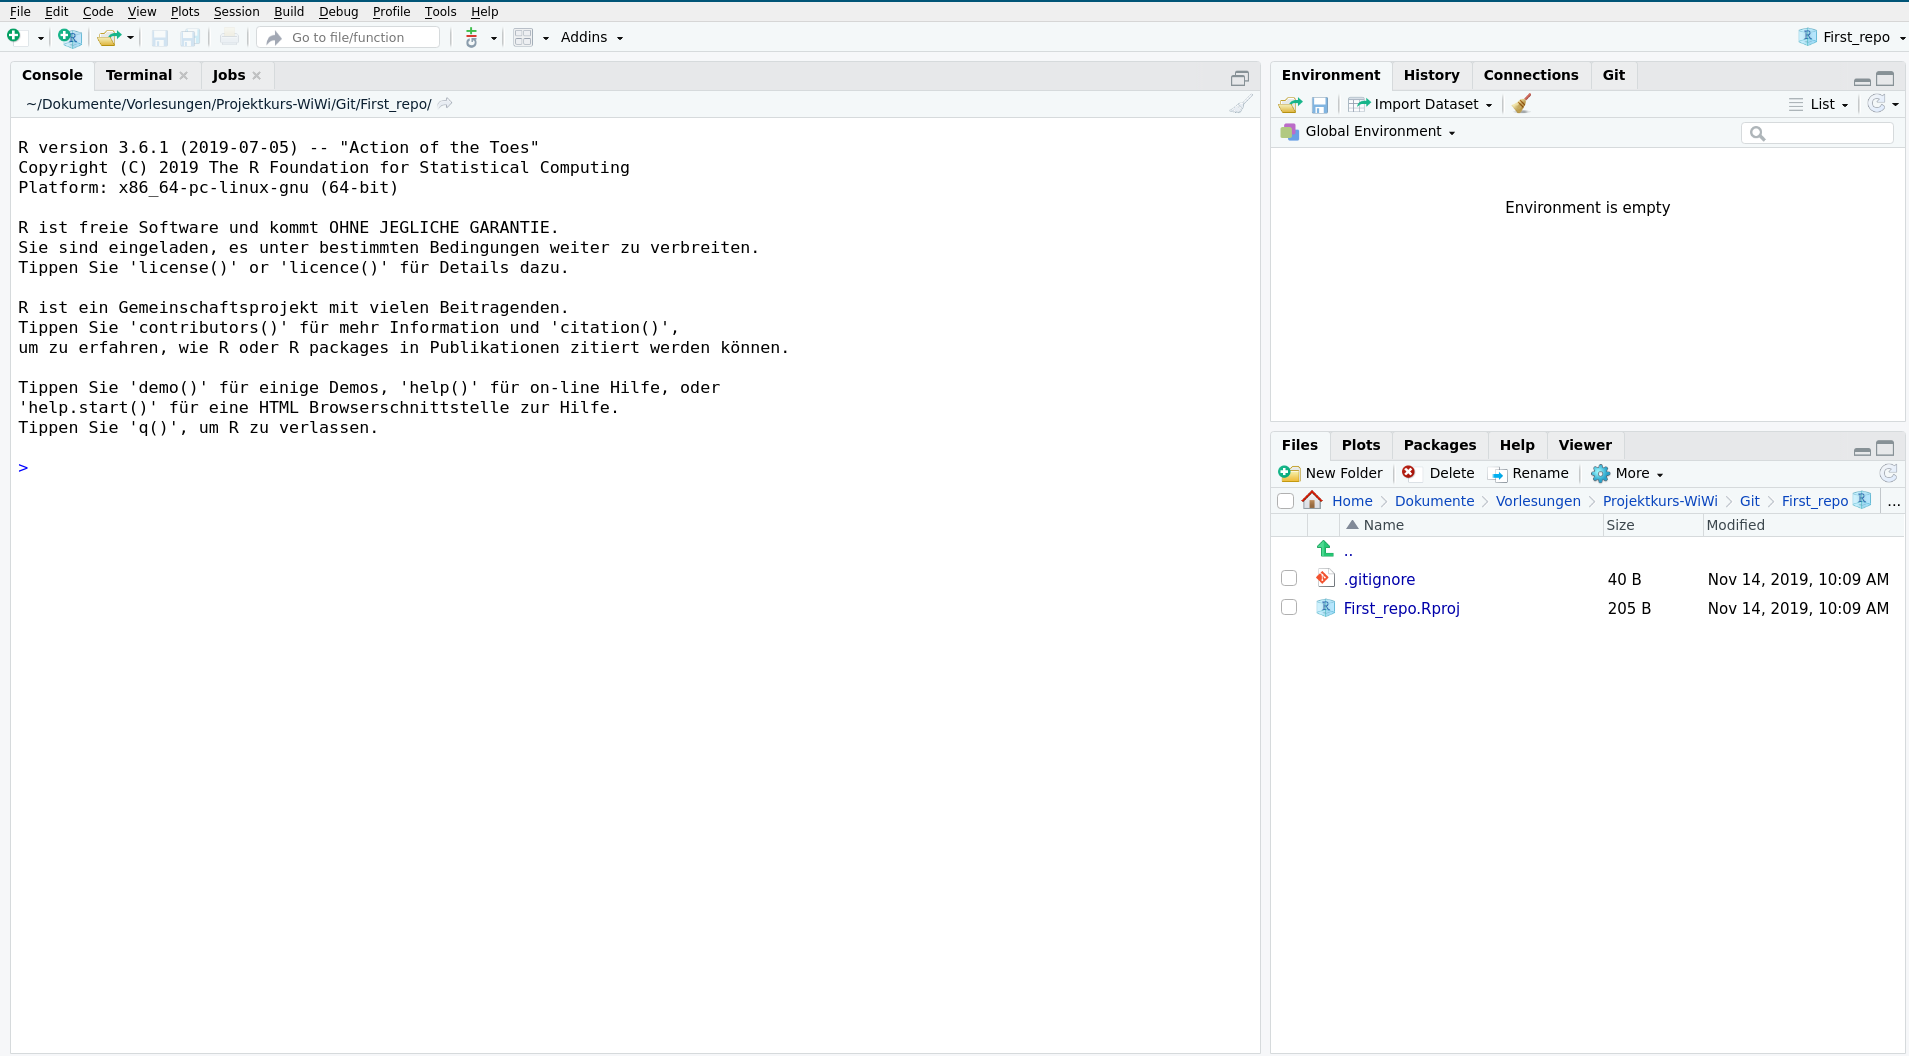 File Edit Code View Plots Session Build Debug Profile Tools Help
Go to file/function Addins First_repo
Console Terminal Jobs
~/Dokumente/Vorlesungen/Projektkurs-WiWi/Git/First_repo/
R version 3.6.1 (2019-07-05) -- "Action of the Toes"
Copyright (C) 2019 The R Foundation for Statistical Computing
Platform: x86_64-pc-linux-gnu (64-bit)
R ist freie Software und kommt OHNE JEGLICHE GARANTIE.
Sie sind eingeladen, es unter bestimmten Bedingungen weiter zu verbreiten.
Tippen Sie 'license()' or 'licence()' für Details dazu.
R ist ein Gemeinschaftsprojekt mit vielen Beitragenden.
Tippen Sie 'contributors()' für mehr Information und 'citation()',
um zu erfahren, wie R oder R packages in Publikationen zitiert werden können.
Tippen Sie 'demo()' für einige Demos, 'help()' für on-line Hilfe, oder
'help.start()' für eine HTML Browserschnittstelle zur Hilfe.
Tippen Sie 'q()', um R zu verlassen.
>
Environment History Connections Git
Import Dataset List
Global Environment
Environment is empty
Files Plots Packages Help Viewer
New Folder Delete Rename More
Home Dokumente Vorlesungen Projektkurs-WiWi Git First_repo ...
Name Size Modified
..
.gitignore 40 B Nov 14, 2019, 10:09 AM
First_repo.Rproj 205 B Nov 14, 2019, 10:09 AM